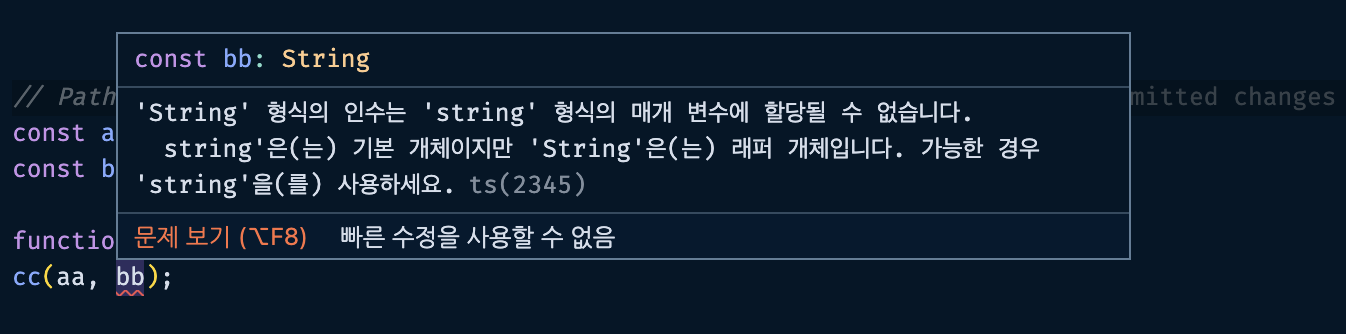 const bb: String
// Path
mitted changes
'String' 형식의 인수는 'string' 형식의 매개 변수에 할당될 수 없습니다.
const a
string'은(는) 기본 개체이지만 'String'은(는) 래퍼 개체입니다. 가능한 경우
const b
'string'을(를) 사용하세요. ts(2345)
functio
문제 보기 (⌥F8) 빠른 수정을 사용할 수 없음
cc(aa, bb);